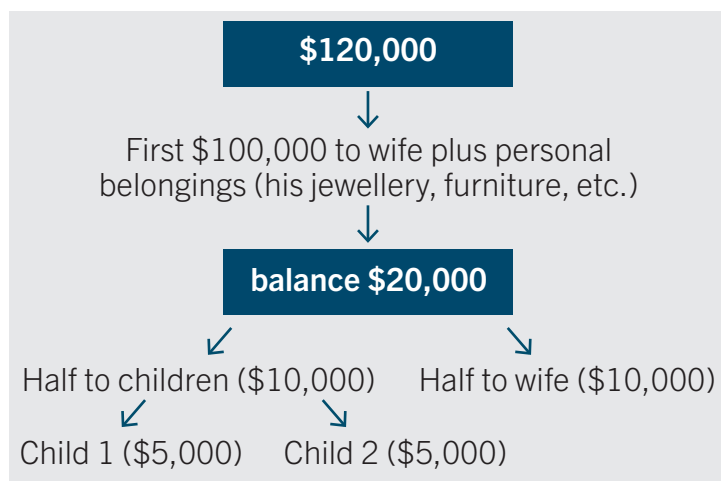 $120,000
First $100,000 to wife plus personal
belongings (his jewellery, furniture, etc.)
balance $20,000
Half to children ($10,000) Half to wife ($10,000)
Child 1 ($5,000) Child 2 ($5,000)